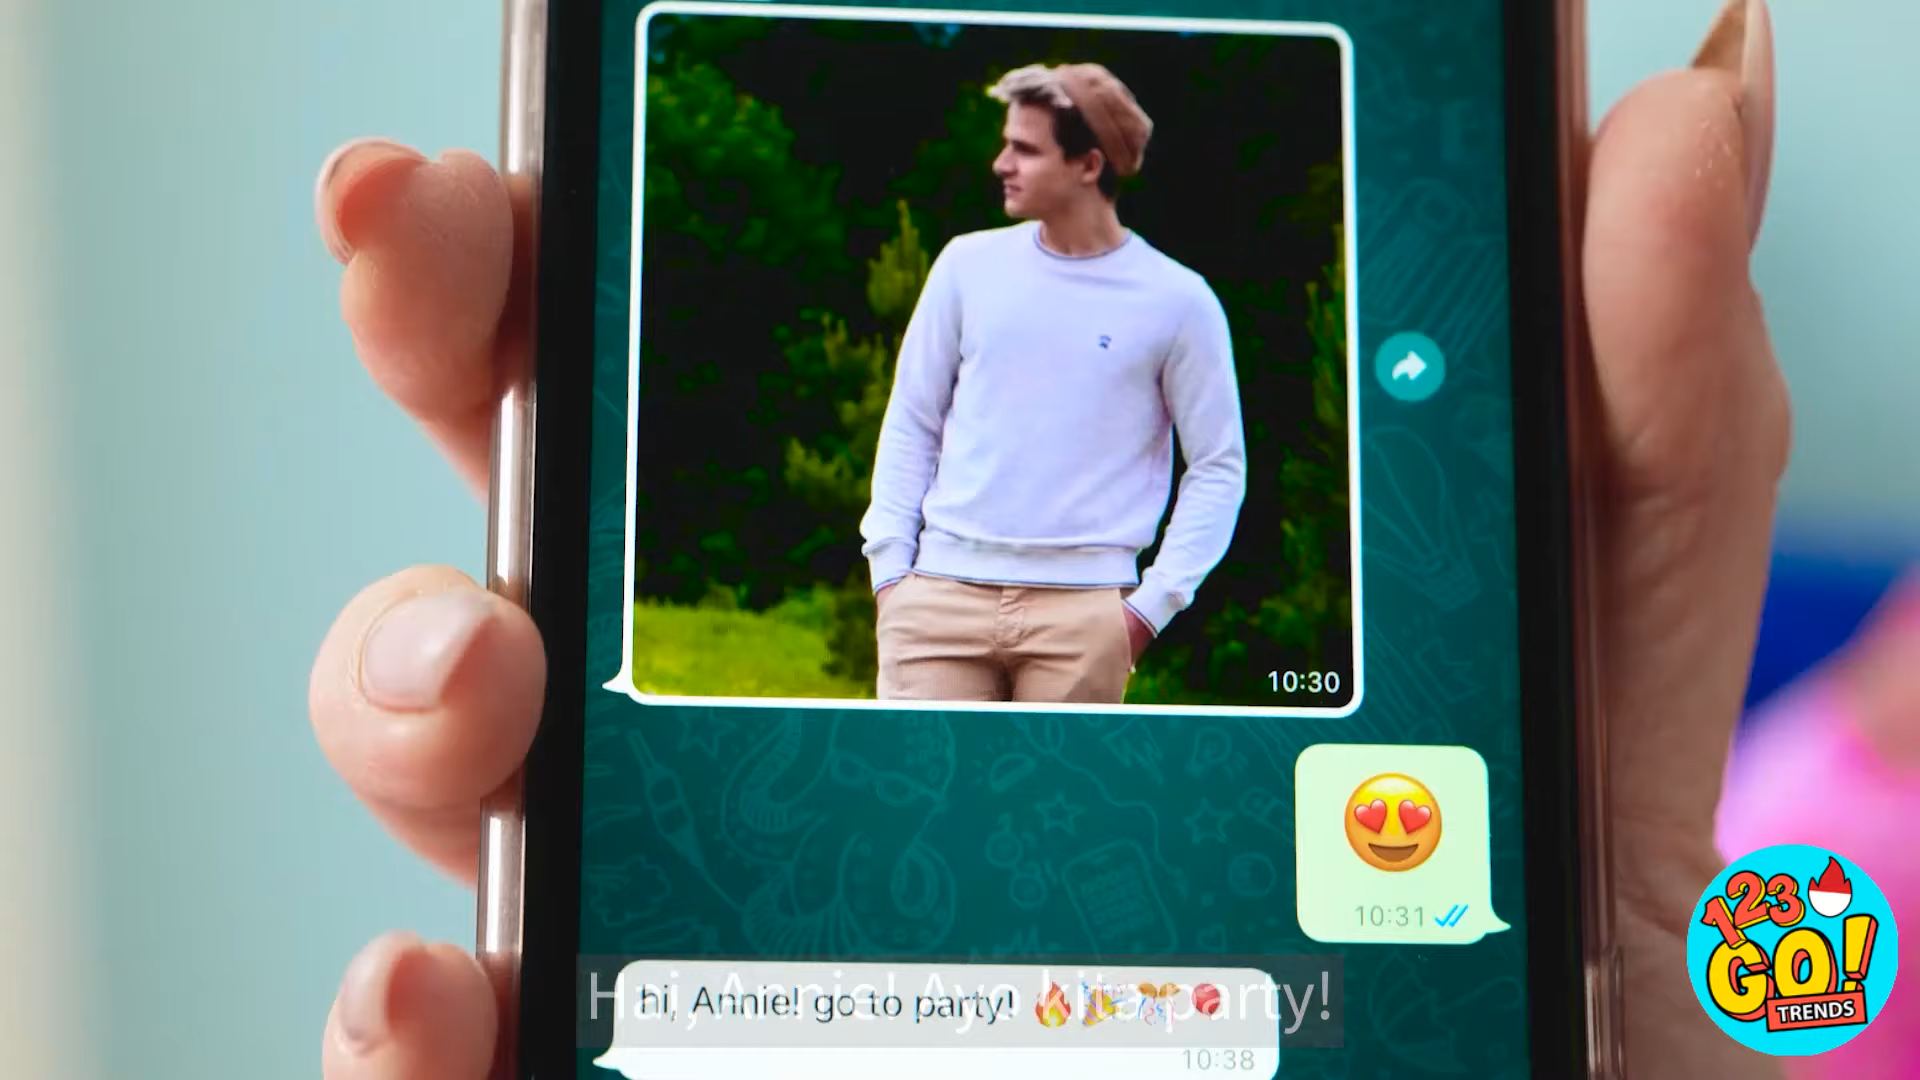 10:30
10:31
hi, Annie! go to party! 🔥🎉🎊🎈
Hai, Annie! Ayo kita party!
10:38
123
GO!
TRENDS